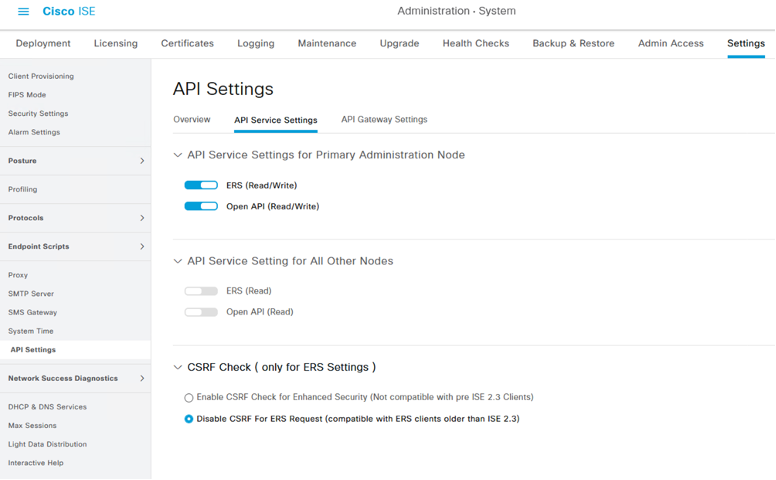 Cisco ISE
Administration · System
Deployment Licensing Certificates Logging Maintenance Upgrade Health Checks Backup & Restore Admin Access Settings
Client Provisioning
FIPS Mode
Security Settings
Alarm Settings
Posture
Profiling
Protocols
Endpoint Scripts
Proxy
SMTP Server
SMS Gateway
System Time
API Settings
Network Success Diagnostics
DHCP & DNS Services
Max Sessions
Light Data Distribution
Interactive Help
API Settings
Overview API Service Settings API Gateway Settings
API Service Settings for Primary Administration Node
ERS (Read/Write)
Open API (Read/Write)
API Service Setting for All Other Nodes
ERS (Read)
Open API (Read)
CSRF Check ( only for ERS Settings )
Enable CSRF Check for Enhanced Security (Not compatible with pre ISE 2.3 Clients)
Disable CSRF For ERS Request (compatible with ERS clients older than ISE 2.3)